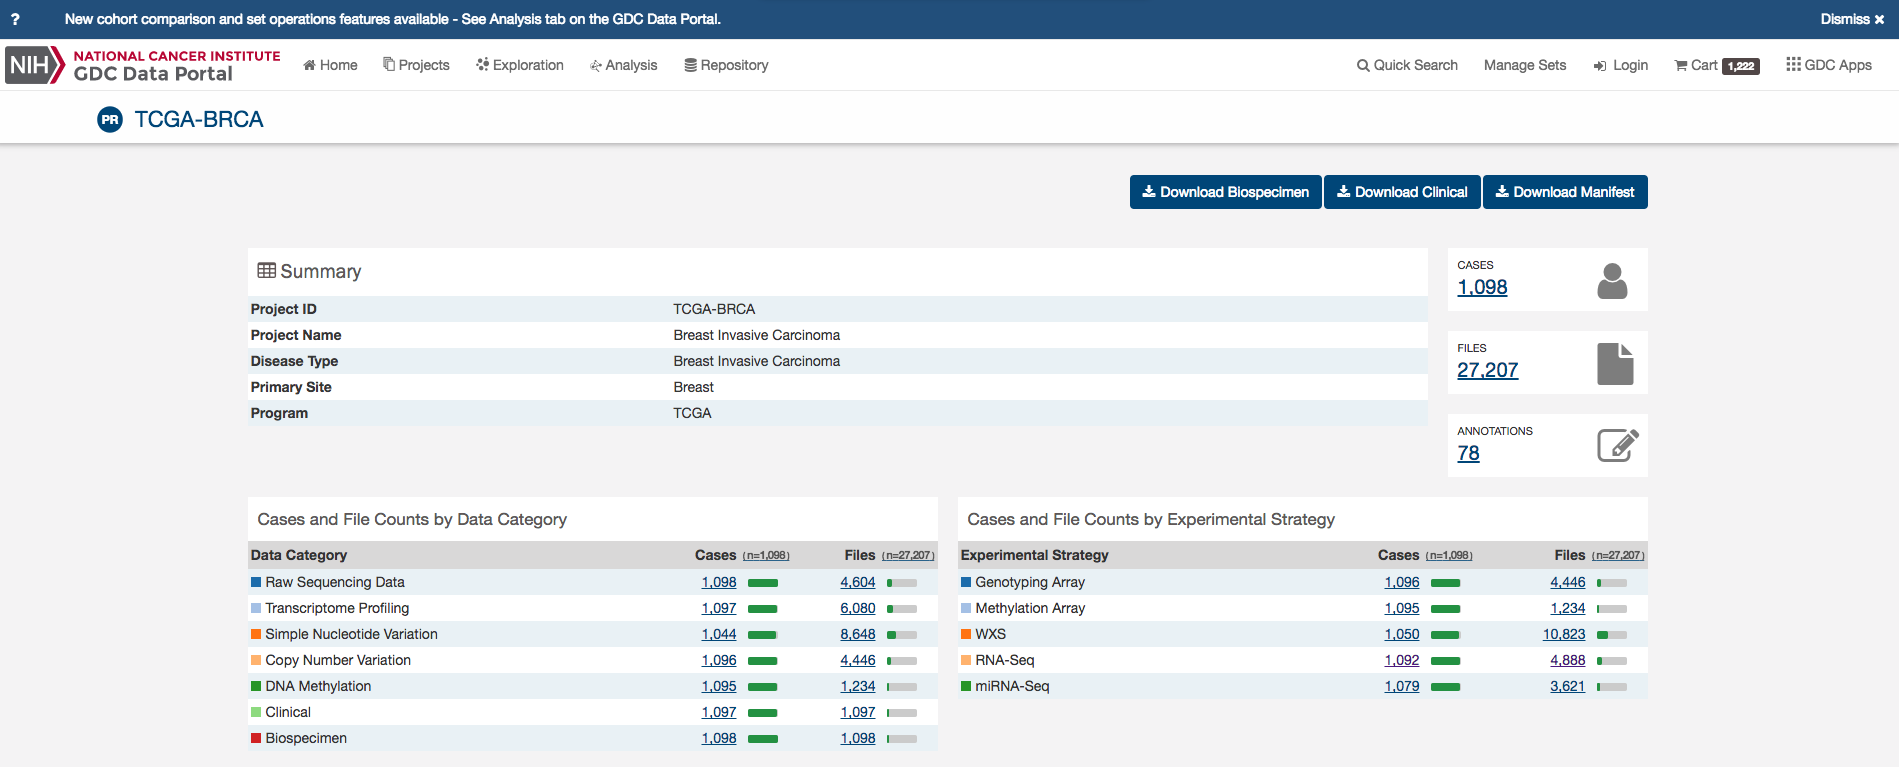 ? New cohort comparison and set operations features available - See Analysis tab on the GDC Data Portal. Dismiss ×
NIH NATIONAL CANCER INSTITUTE
GDC Data Portal
Home Projects Exploration Analysis Repository Quick Search Manage Sets Login Cart 1,222 GDC Apps
PR TCGA-BRCA
Download Biospecimen Download Clinical Download Manifest
Summary
Project ID TCGA-BRCA
Project Name Breast Invasive Carcinoma
Disease Type Breast Invasive Carcinoma
Primary Site Breast
Program TCGA
CASES
1,098
FILES
27,207
ANNOTATIONS
78
Cases and File Counts by Data Category
Data Category Cases (n=1,098) Files (n=27,207)
Raw Sequencing Data 1,098 4,604
Transcriptome Profiling 1,097 6,080
Simple Nucleotide Variation 1,044 8,648
Copy Number Variation 1,096 4,446
DNA Methylation 1,095 1,234
Clinical 1,097 1,097
Biospecimen 1,098 1,098
Cases and File Counts by Experimental Strategy
Experimental Strategy Cases (n=1,098) Files (n=27,207)
Genotyping Array 1,096 4,446
Methylation Array 1,095 1,234
WXS 1,050 10,823
RNA-Seq 1,092 4,888
miRNA-Seq 1,079 3,621